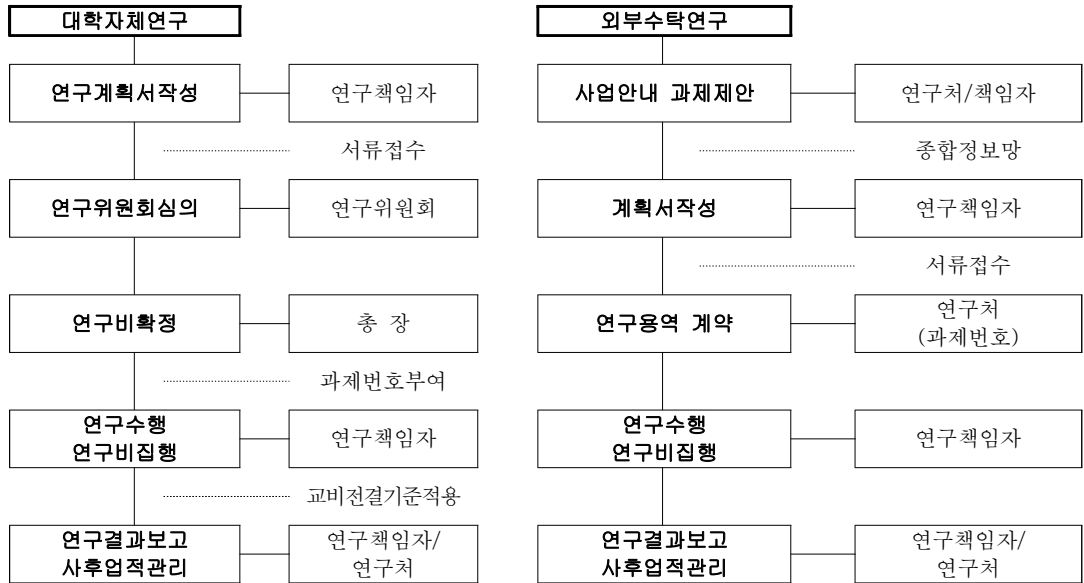 대학자체연구
연구계획서작성
연구책임자
서류접수
연구위원회심의
연구위원회
연구비확정
총 장
과제번호부여
연구수행
연구비집행
연구책임자
교비전결기준적용
연구결과보고
사후업적관리
연구책임자/
연구처
외부수탁연구
사업안내 과제제안
연구처/책임자
종합정보망
계획서작성
연구책임자
서류접수
연구용역 계약
연구처
(과제번호)
연구수행
연구비집행
연구책임자
연구결과보고
사후업적관리
연구책임자/
연구처